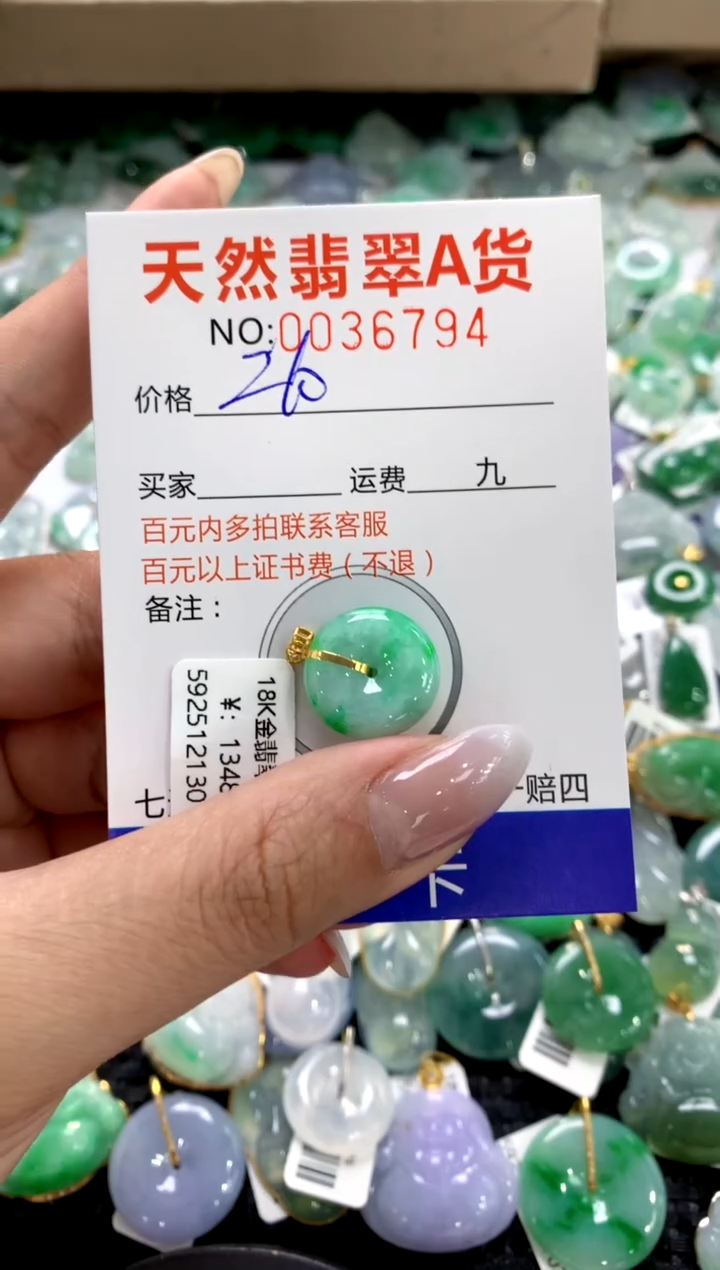 天然翡翠A货
NO:0036794
价格 26
买家 运费 九
百元内多拍联系客服
百元以上证书费(不退)
备注:
18K金翡
¥: 1348
592512130
七
一赔四
卡